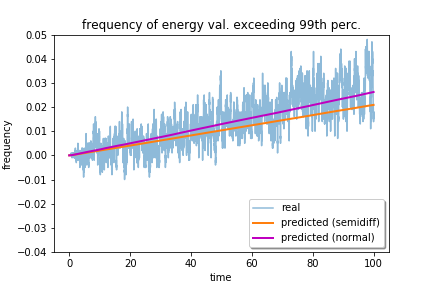 frequency of energy val. exceeding 99th perc.
0.05
0.04
0.03
0.02
0.01
0.00
−0.01
−0.02
−0.03
−0.04
frequency
real
predicted (semidiff)
predicted (normal)
0 20 40 60 80 100
time